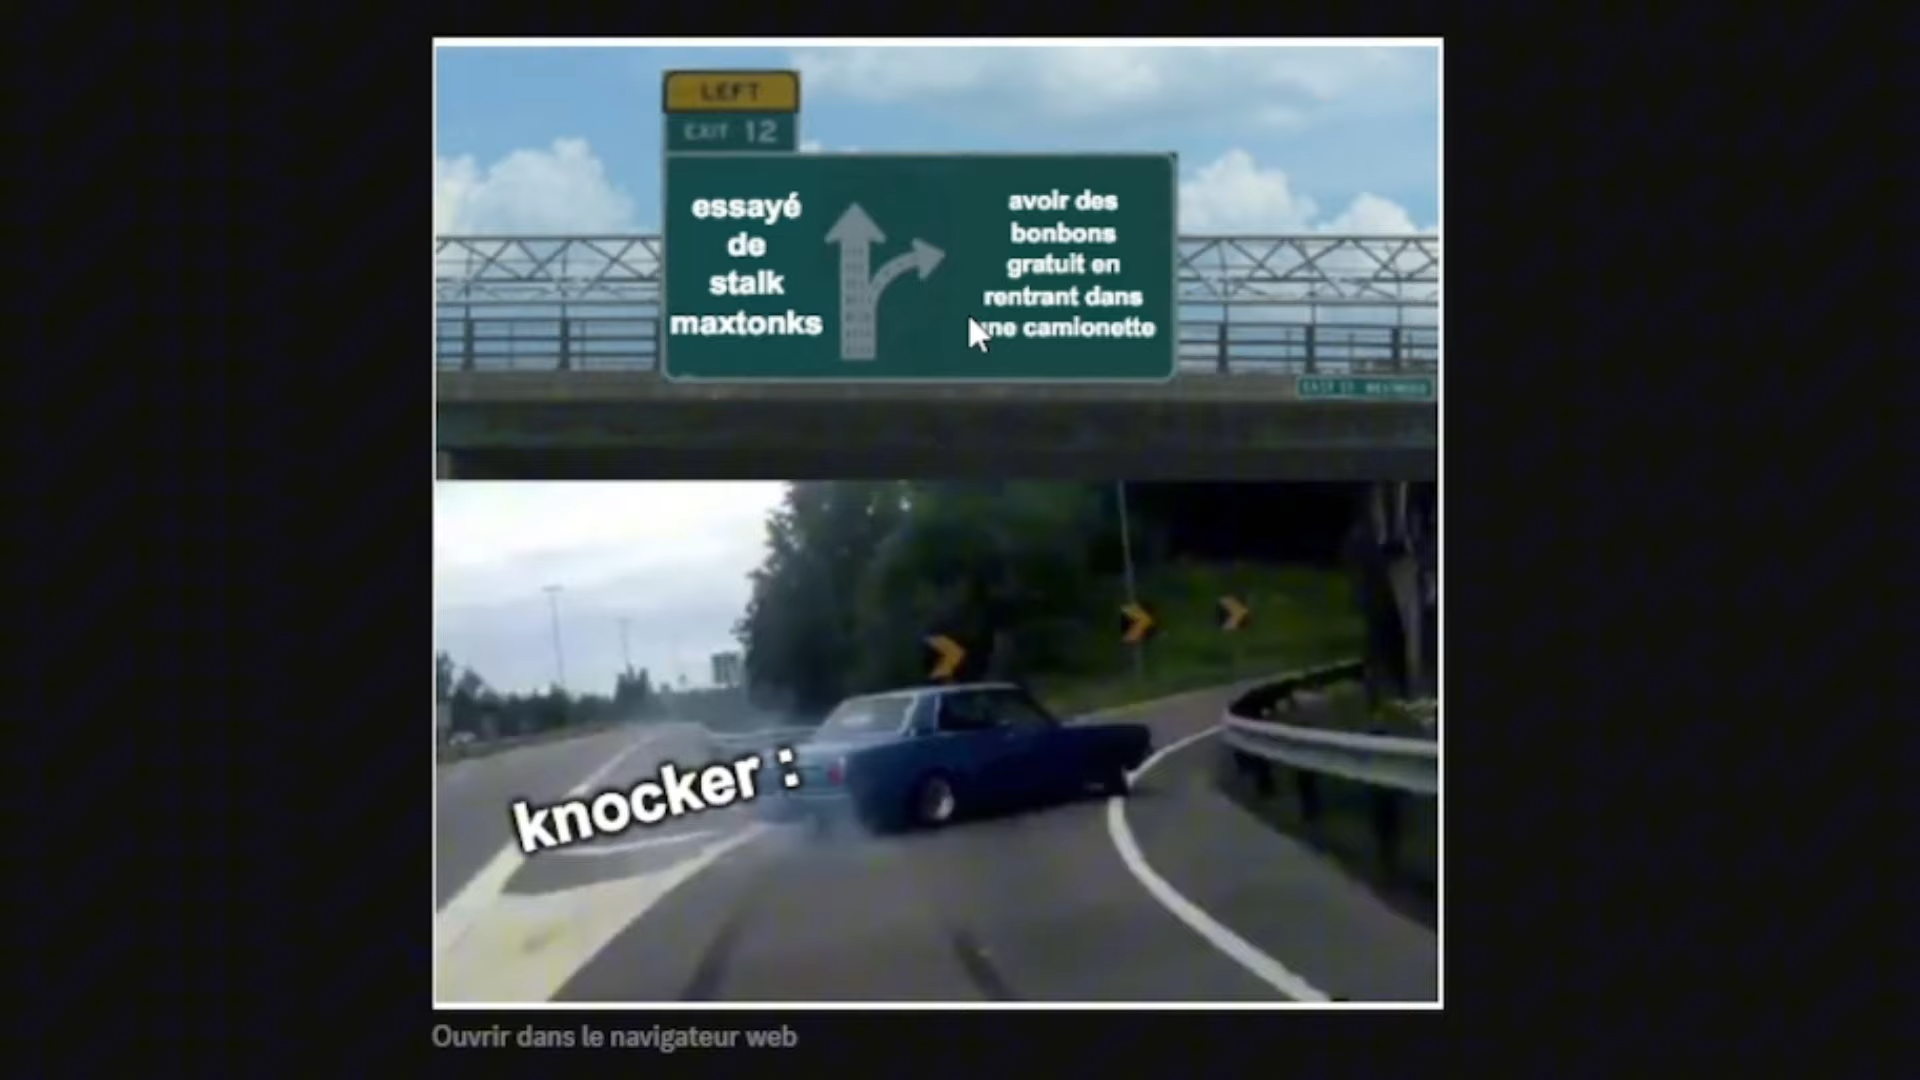 LEFT
EXIT 12
essayé
de
stalk
maxtonks
avoir des
bonbons
gratuit en
rentrant dans
une camionette
knocker :
Ouvrir dans le navigateur web